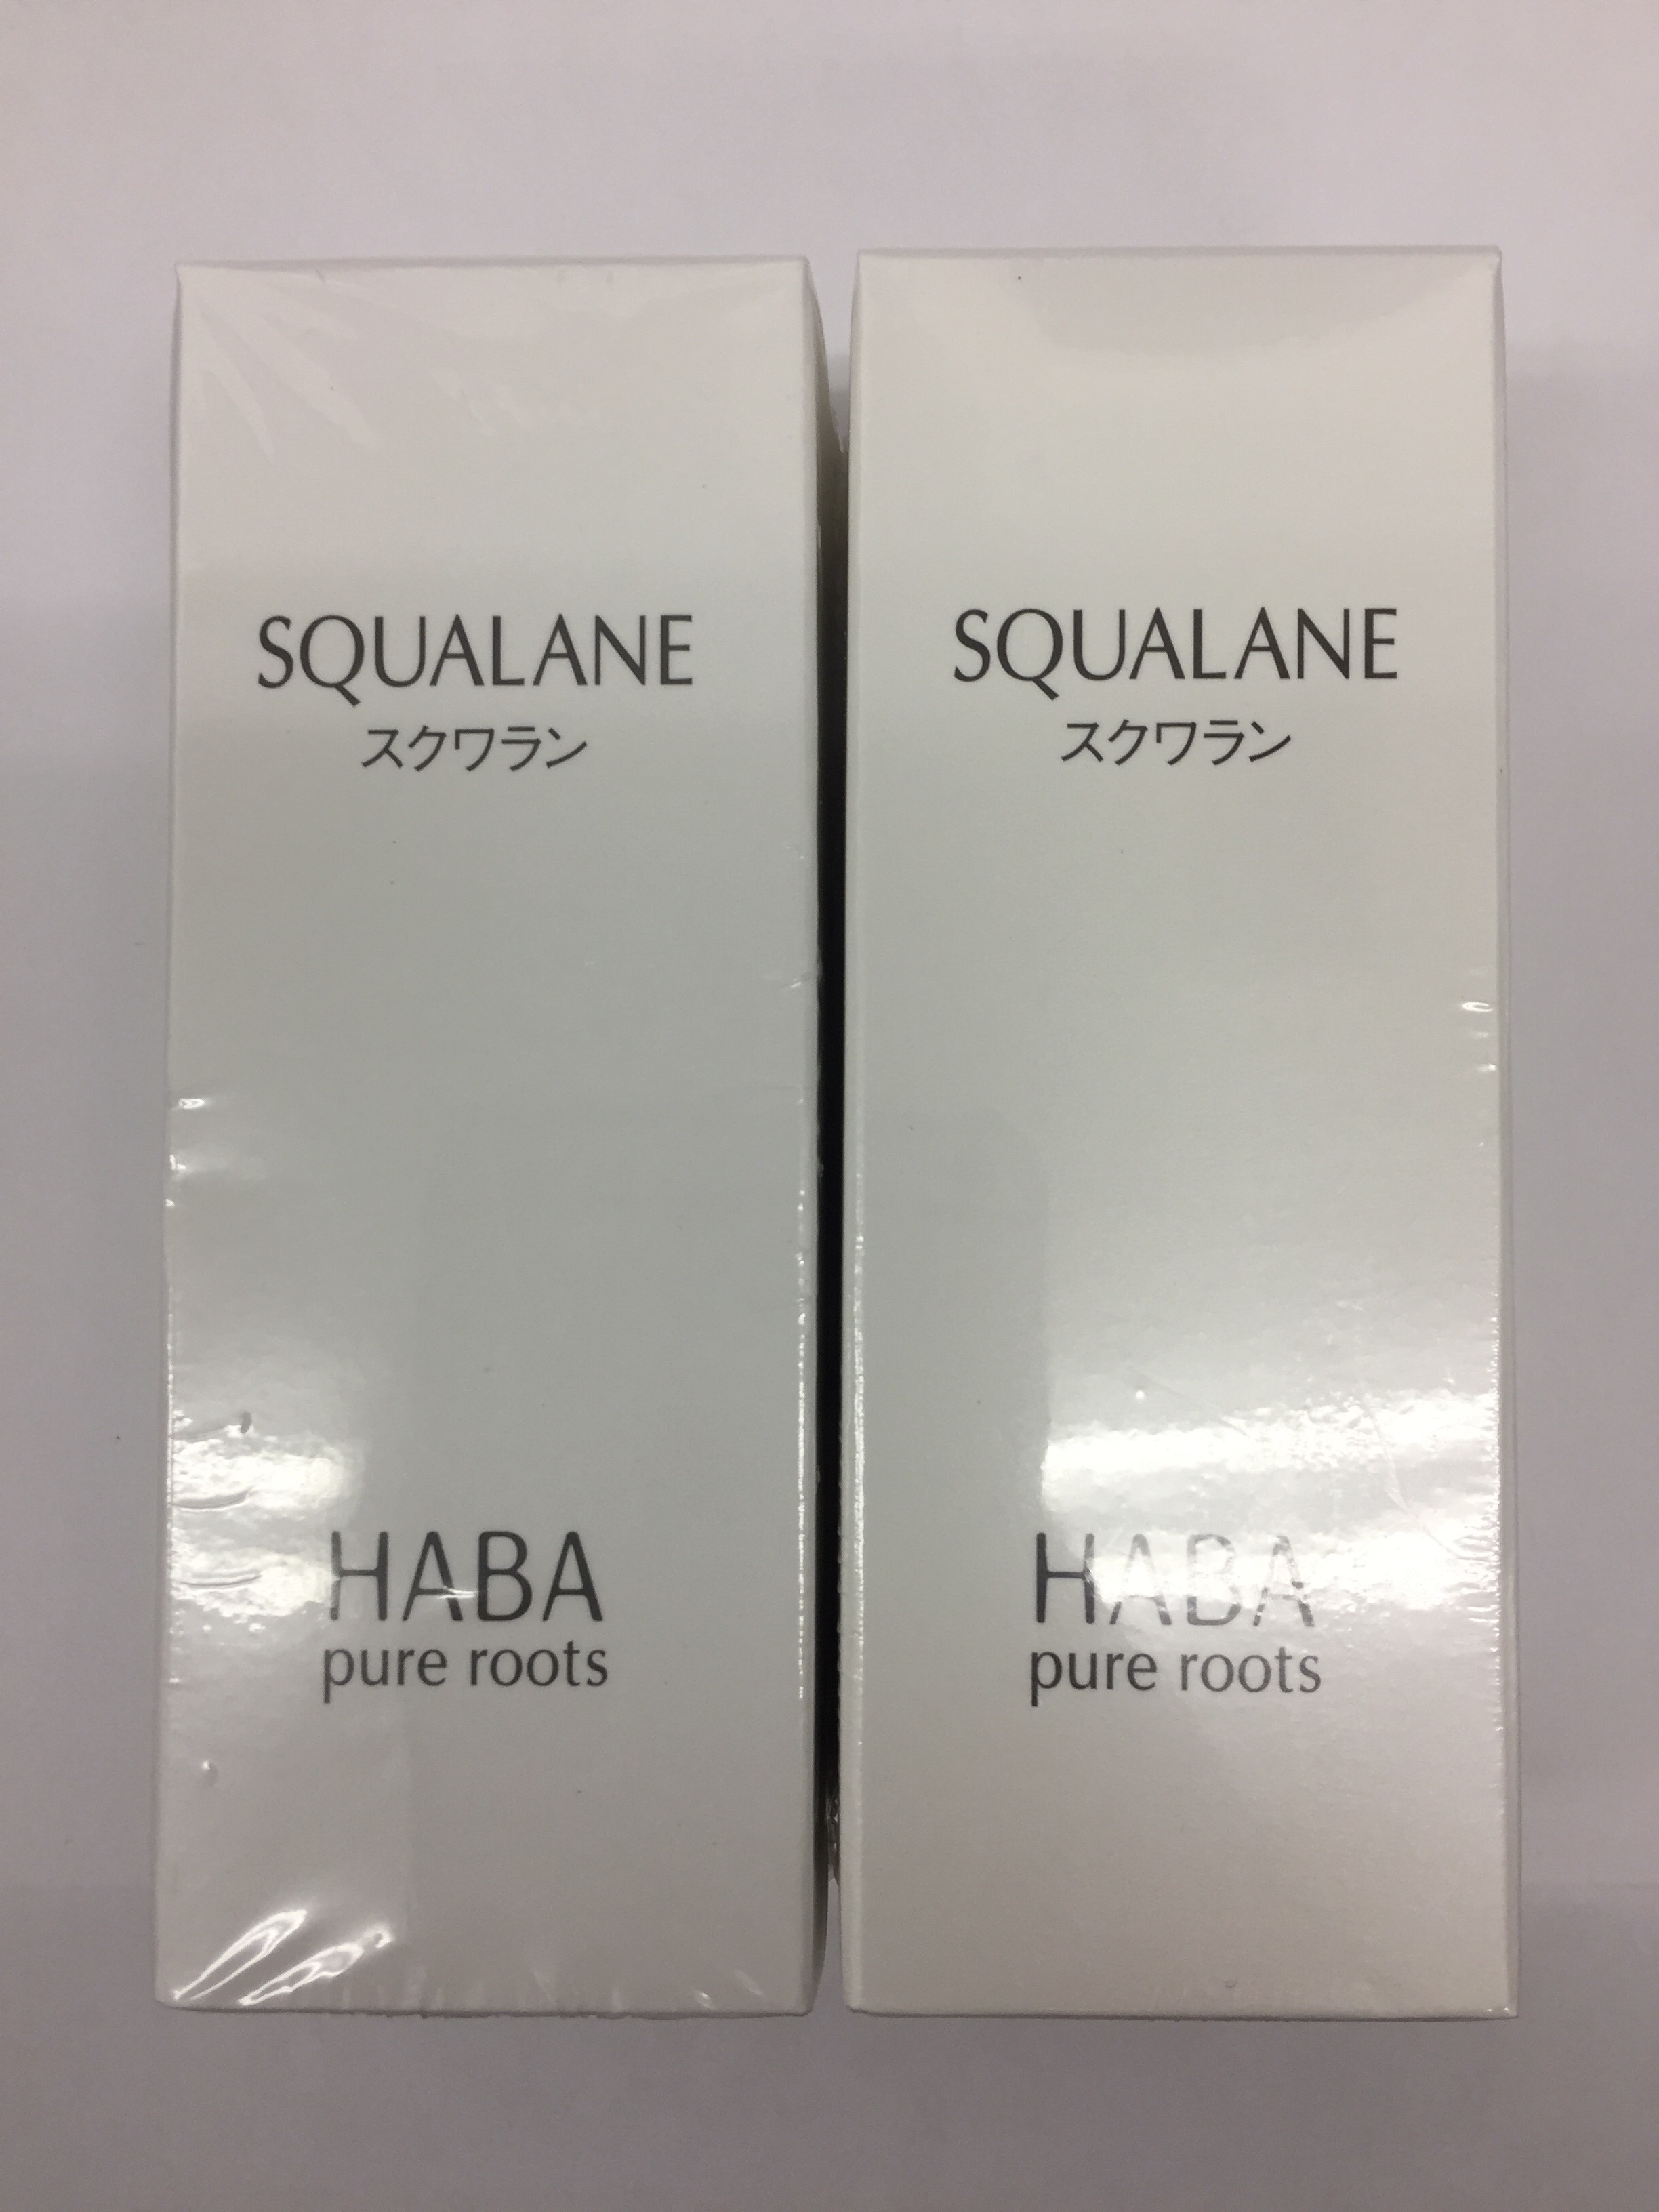 SQUALANE
スクワラン
HABA
pure roots
SQUALANE
スクワラン
HABA
pure roots